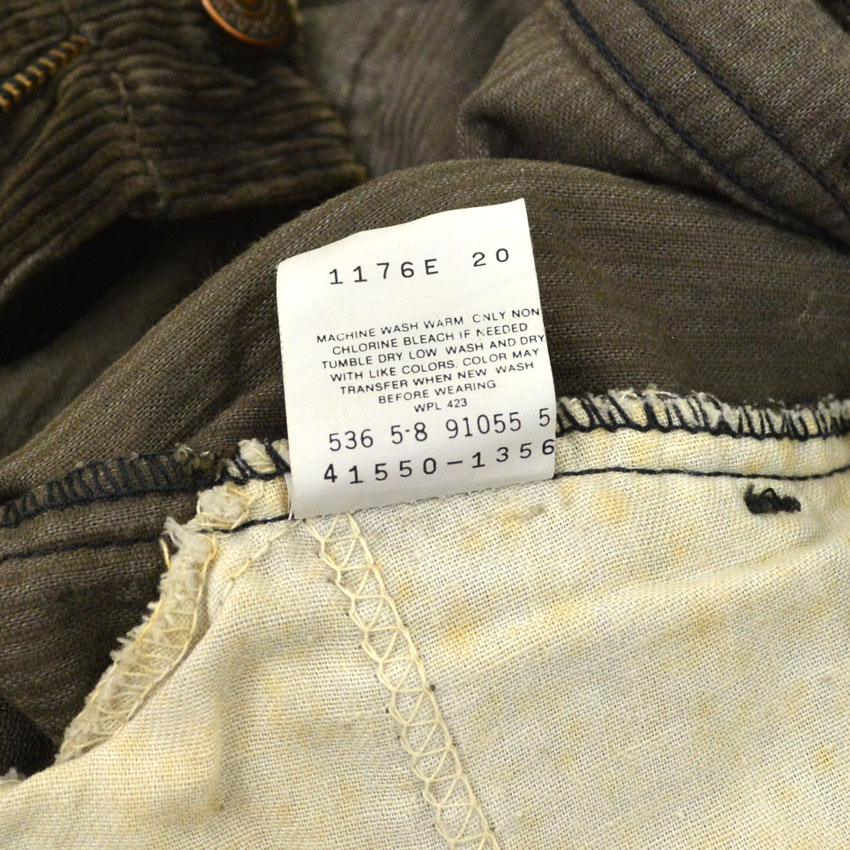 1176E 20
MACHINE WASH WARM ONLY NON
CHLORINE BLEACH IF NEEDED
TUMBLE DRY LOW WASH AND DRY
WITH LIKE COLORS. COLOR MAY
TRANSFER WHEN NEW WASH
BEFORE WEARING
WPL 423
536 5-8 91055 5
41550-1356